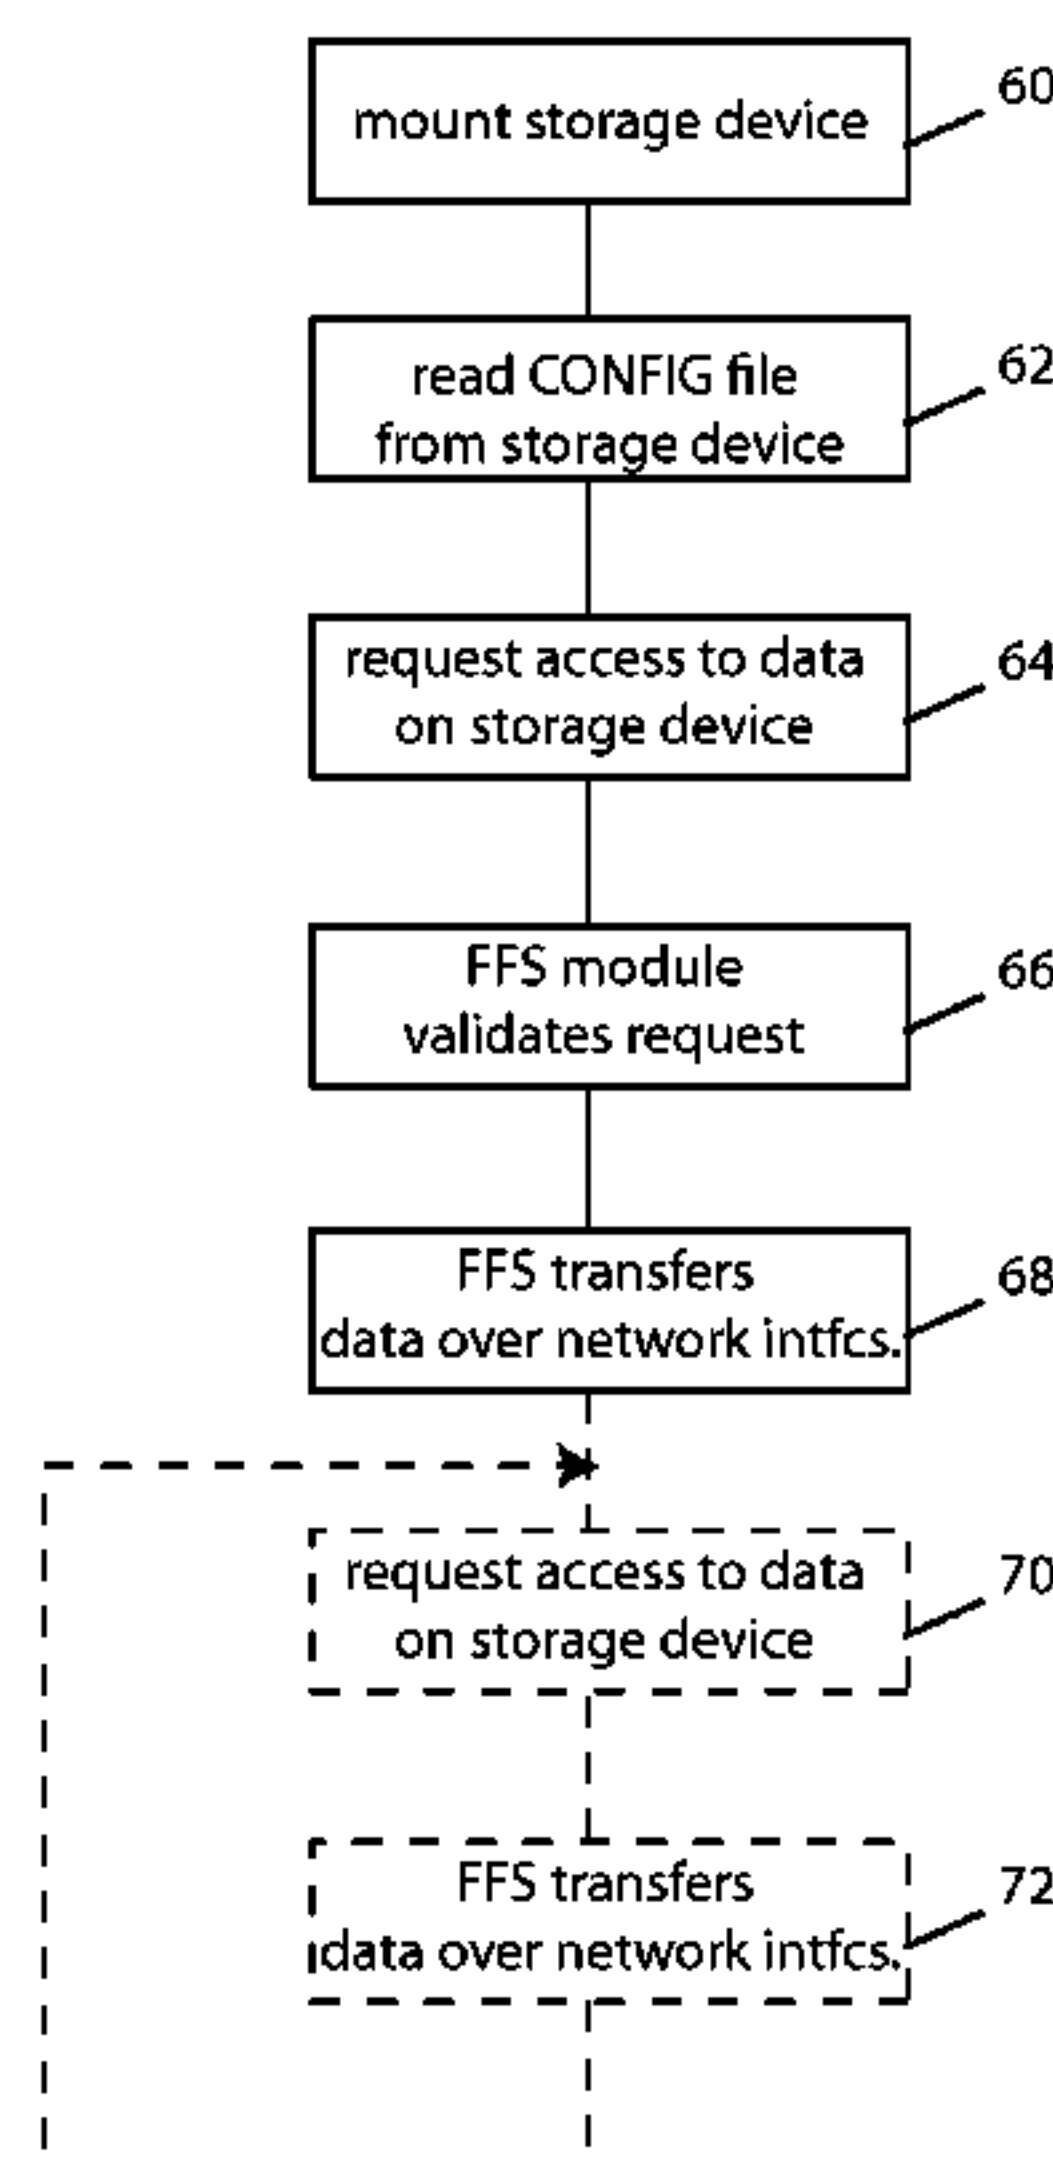 mount storage device
60
read CONFIG file
from storage device
62
request access to data
on storage device
64
FFS module
validates request
66
FFS transfers
data over network intfcs.
68
request access to data
on storage device
70
FFS transfers
data over network intfcs.
72